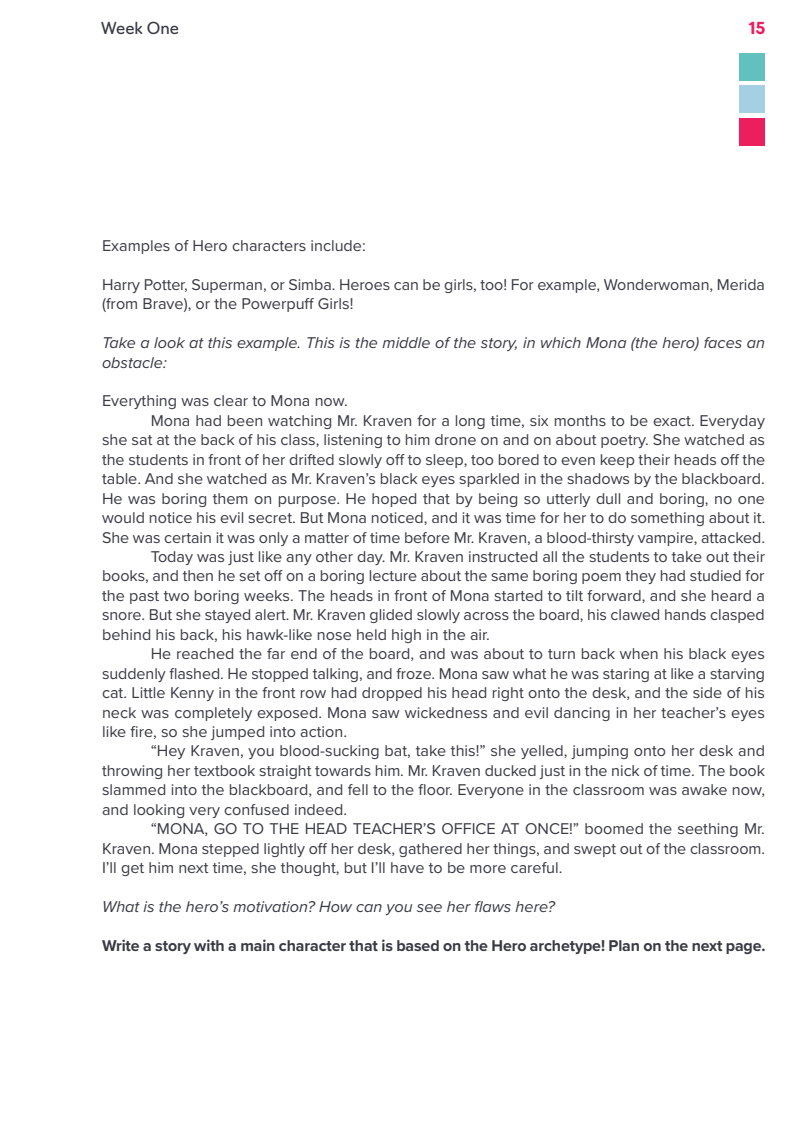 Week One
15
Examples of Hero characters include:
Harry Potter, Superman, or Simba. Heroes can be girls, too! For example, Wonderwoman, Merida
(from Brave), or the Powerpuff Girls!
Take a look at this example. This is the middle of the story, in which Mona (the hero) faces an
obstacle:
Everything was clear to Mona now.
Mona had been watching Mr. Kraven for a long time, six months to be exact. Everyday
she sat at the back of his class, listening to him drone on and on about poetry. She watched as
the students in front of her drifted slowly off to sleep, too bored to even keep their heads off the
table. And she watched as Mr. Kraven’s black eyes sparkled in the shadows by the blackboard.
He was boring them on purpose. He hoped that by being so utterly dull and boring, no one
would notice his evil secret. But Mona noticed, and it was time for her to do something about it.
She was certain it was only a matter of time before Mr. Kraven, a blood-thirsty vampire, attacked.
Today was just like any other day. Mr. Kraven instructed all the students to take out their
books, and then he set off on a boring lecture about the same boring poem they had studied for
the past two boring weeks. The heads in front of Mona started to tilt forward, and she heard a
snore. But she stayed alert. Mr. Kraven glided slowly across the board, his clawed hands clasped
behind his back, his hawk-like nose held high in the air.
He reached the far end of the board, and was about to turn back when his black eyes
suddenly flashed. He stopped talking, and froze. Mona saw what he was staring at like a starving
cat. Little Kenny in the front row had dropped his head right onto the desk, and the side of his
neck was completely exposed. Mona saw wickedness and evil dancing in her teacher’s eyes
like fire, so she jumped into action.
“Hey Kraven, you blood-sucking bat, take this!” she yelled, jumping onto her desk and
throwing her textbook straight towards him. Mr. Kraven ducked just in the nick of time. The book
slammed into the blackboard, and fell to the floor. Everyone in the classroom was awake now,
and looking very confused indeed.
“MONA, GO TO THE HEAD TEACHER’S OFFICE AT ONCE!” boomed the seething Mr.
Kraven. Mona stepped lightly off her desk, gathered her things, and swept out of the classroom.
I’ll get him next time, she thought, but I’ll have to be more careful.
What is the hero’s motivation? How can you see her flaws here?
Write a story with a main character that is based on the Hero archetype! Plan on the next page.